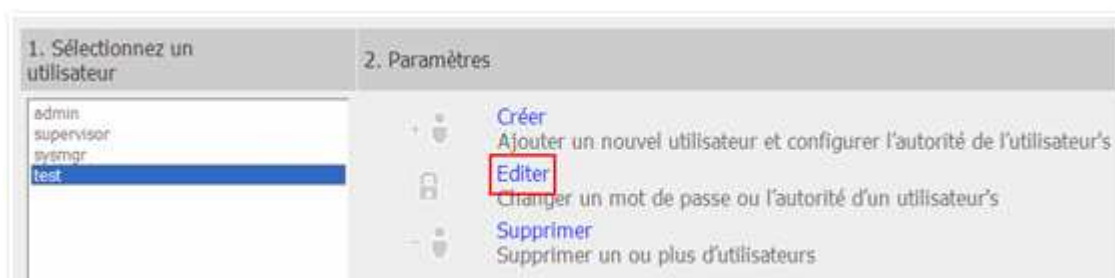 1. Sélectionnez un
utilisateur
2. Paramètres
admin
supervisor
sysmgr
test
Créer
Ajouter un nouvel utilisateur et configurer l'autorité de l'utilisateur's
Editer
Changer un mot de passe ou l'autorité d'un utilisateur's
Supprimer
Supprimer un ou plus d'utilisateurs